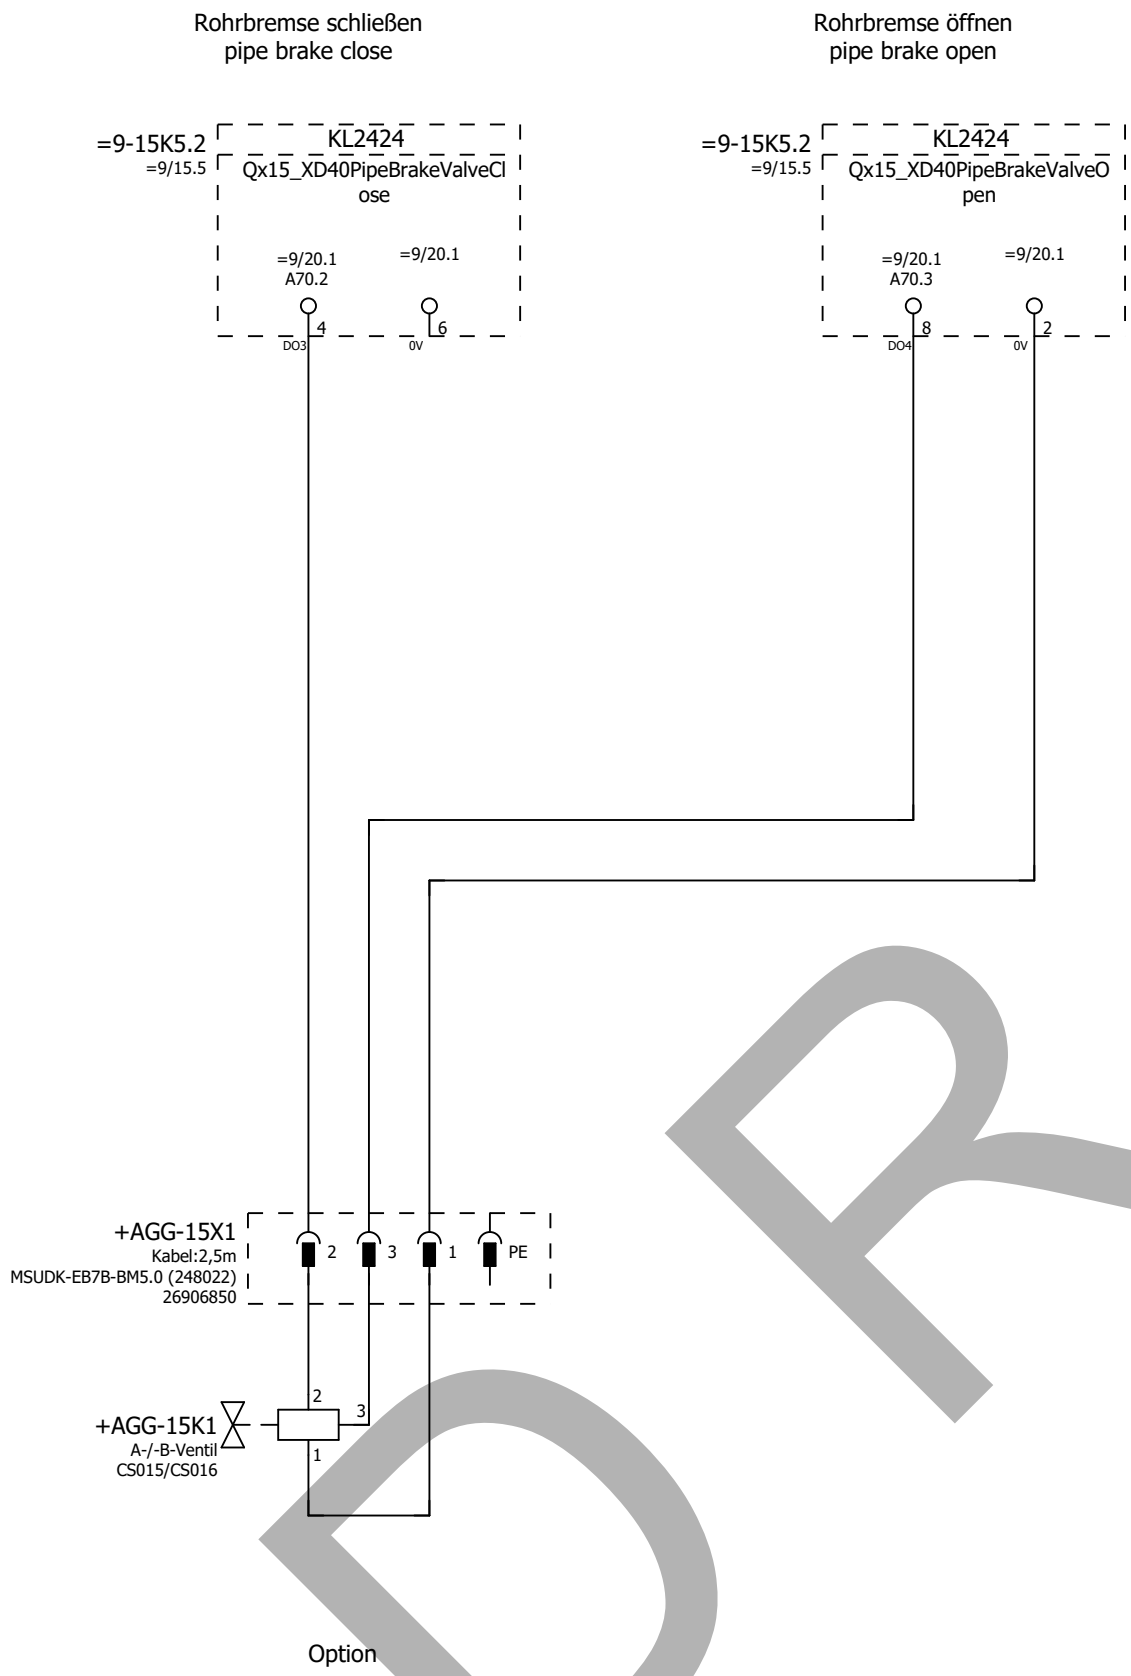 Rohrbremse schließen
pipe brake close
Rohrbremse öffnen
pipe brake open
=9-15K5.2
=9/15.5
KL2424
Qx15_XD40PipeBrakeValveCl
ose
=9/20.1
A70.2
=9/20.1
4
6
DO3
0V
=9-15K5.2
=9/15.5
KL2424
Qx15_XD40PipeBrakeValveO
pen
=9/20.1
A70.3
=9/20.1
8
2
DO4
0V
+AGG-15X1
Kabel:2,5m
MSUDK-EB7B-BM5.0 (248022)
26906850
2
3
1
PE
+AGG-15K1
A-/-B-Ventil
CS015/CS016
2
3
1
Option
D R